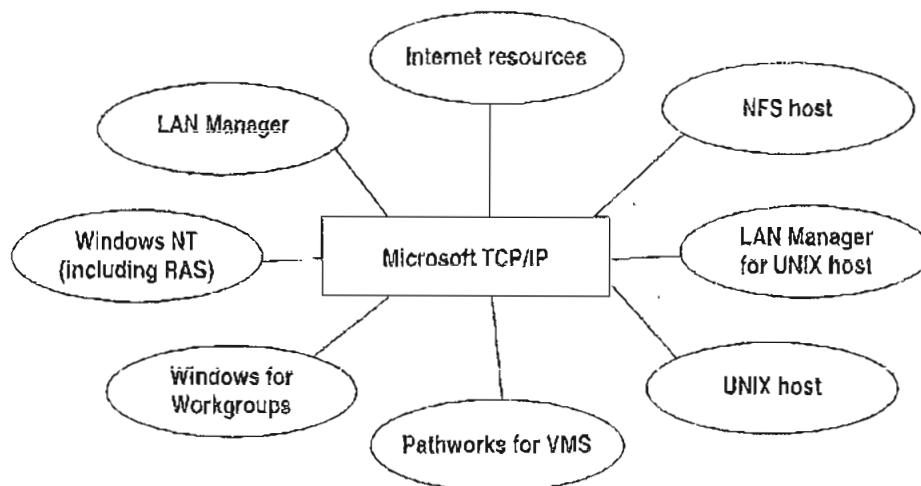 Internet resources
LAN Manager
NFS host
Windows NT
(including RAS)
Microsoft TCP/IP
LAN Manager
for UNIX host
Windows for
Workgroups
UNIX host
Pathworks for VMS